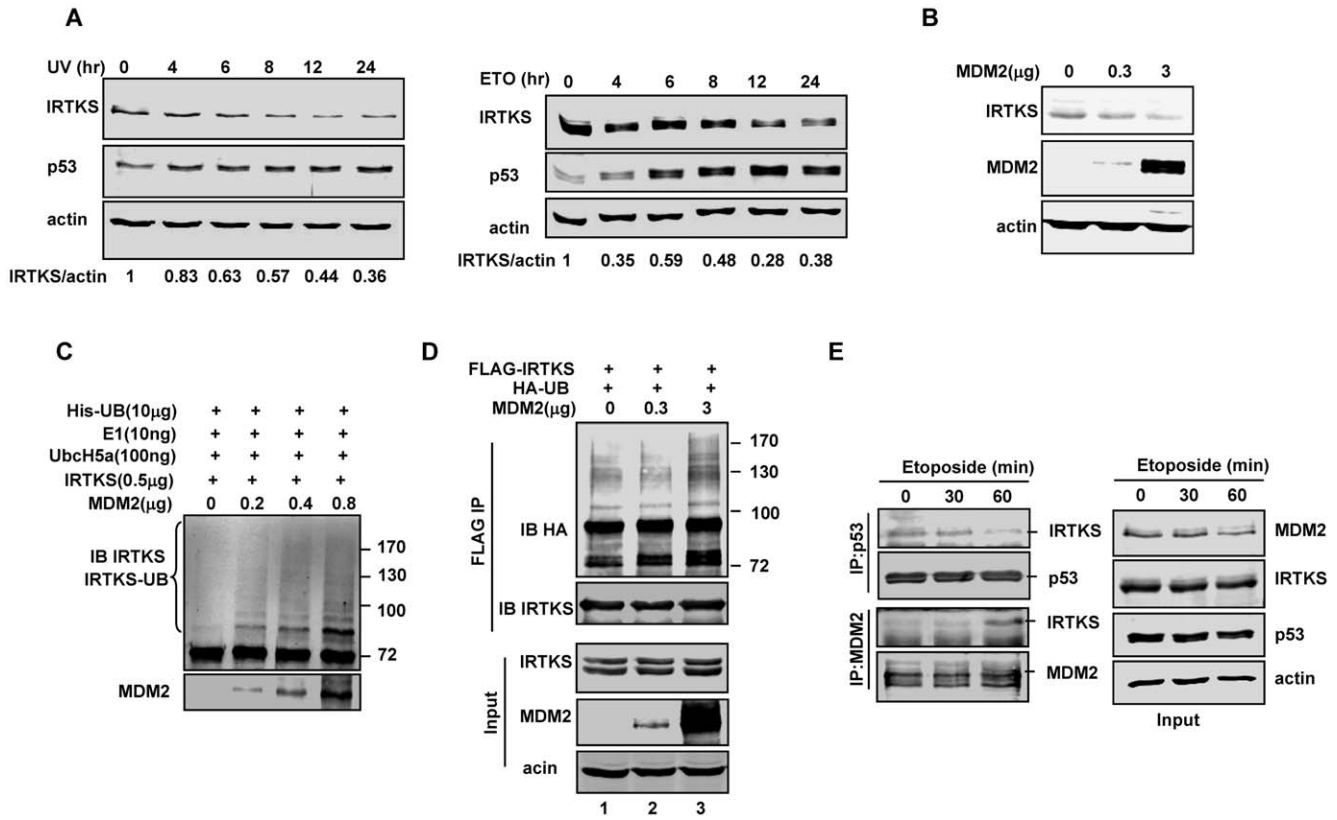 A
UV (hr) 0 4 6 8 12 24
IRTKS
p53
actin
IRTKS/actin 1 0.83 0.63 0.57 0.44 0.36
ETO (hr) 0 4 6 8 12 24
IRTKS
p53
actin
IRTKS/actin 1 0.35 0.59 0.48 0.28 0.38
B
MDM2(μg) 0 0.3 3
IRTKS
MDM2
actin
C
His-UB(10μg) + + + +
E1(10ng) + + + +
UbcH5a(100ng) + + + +
IRTKS(0.5μg) + + + +
MDM2(μg) 0 0.2 0.4 0.8
IB IRTKS
IRTKS-UB
170
130
100
72
MDM2
D
FLAG-IRTKS + + +
HA-UB + + +
MDM2(μg) 0 0.3 3
FLAG IP
IB HA
170
130
100
72
IB IRTKS
Input
IRTKS
MDM2
acin
1 2 3
E
Etoposide (min)
0 30 60
IP:p53
IRTKS
p53
IP:MDM2
IRTKS
MDM2
Etoposide (min)
0 30 60
MDM2
IRTKS
p53
actin
Input